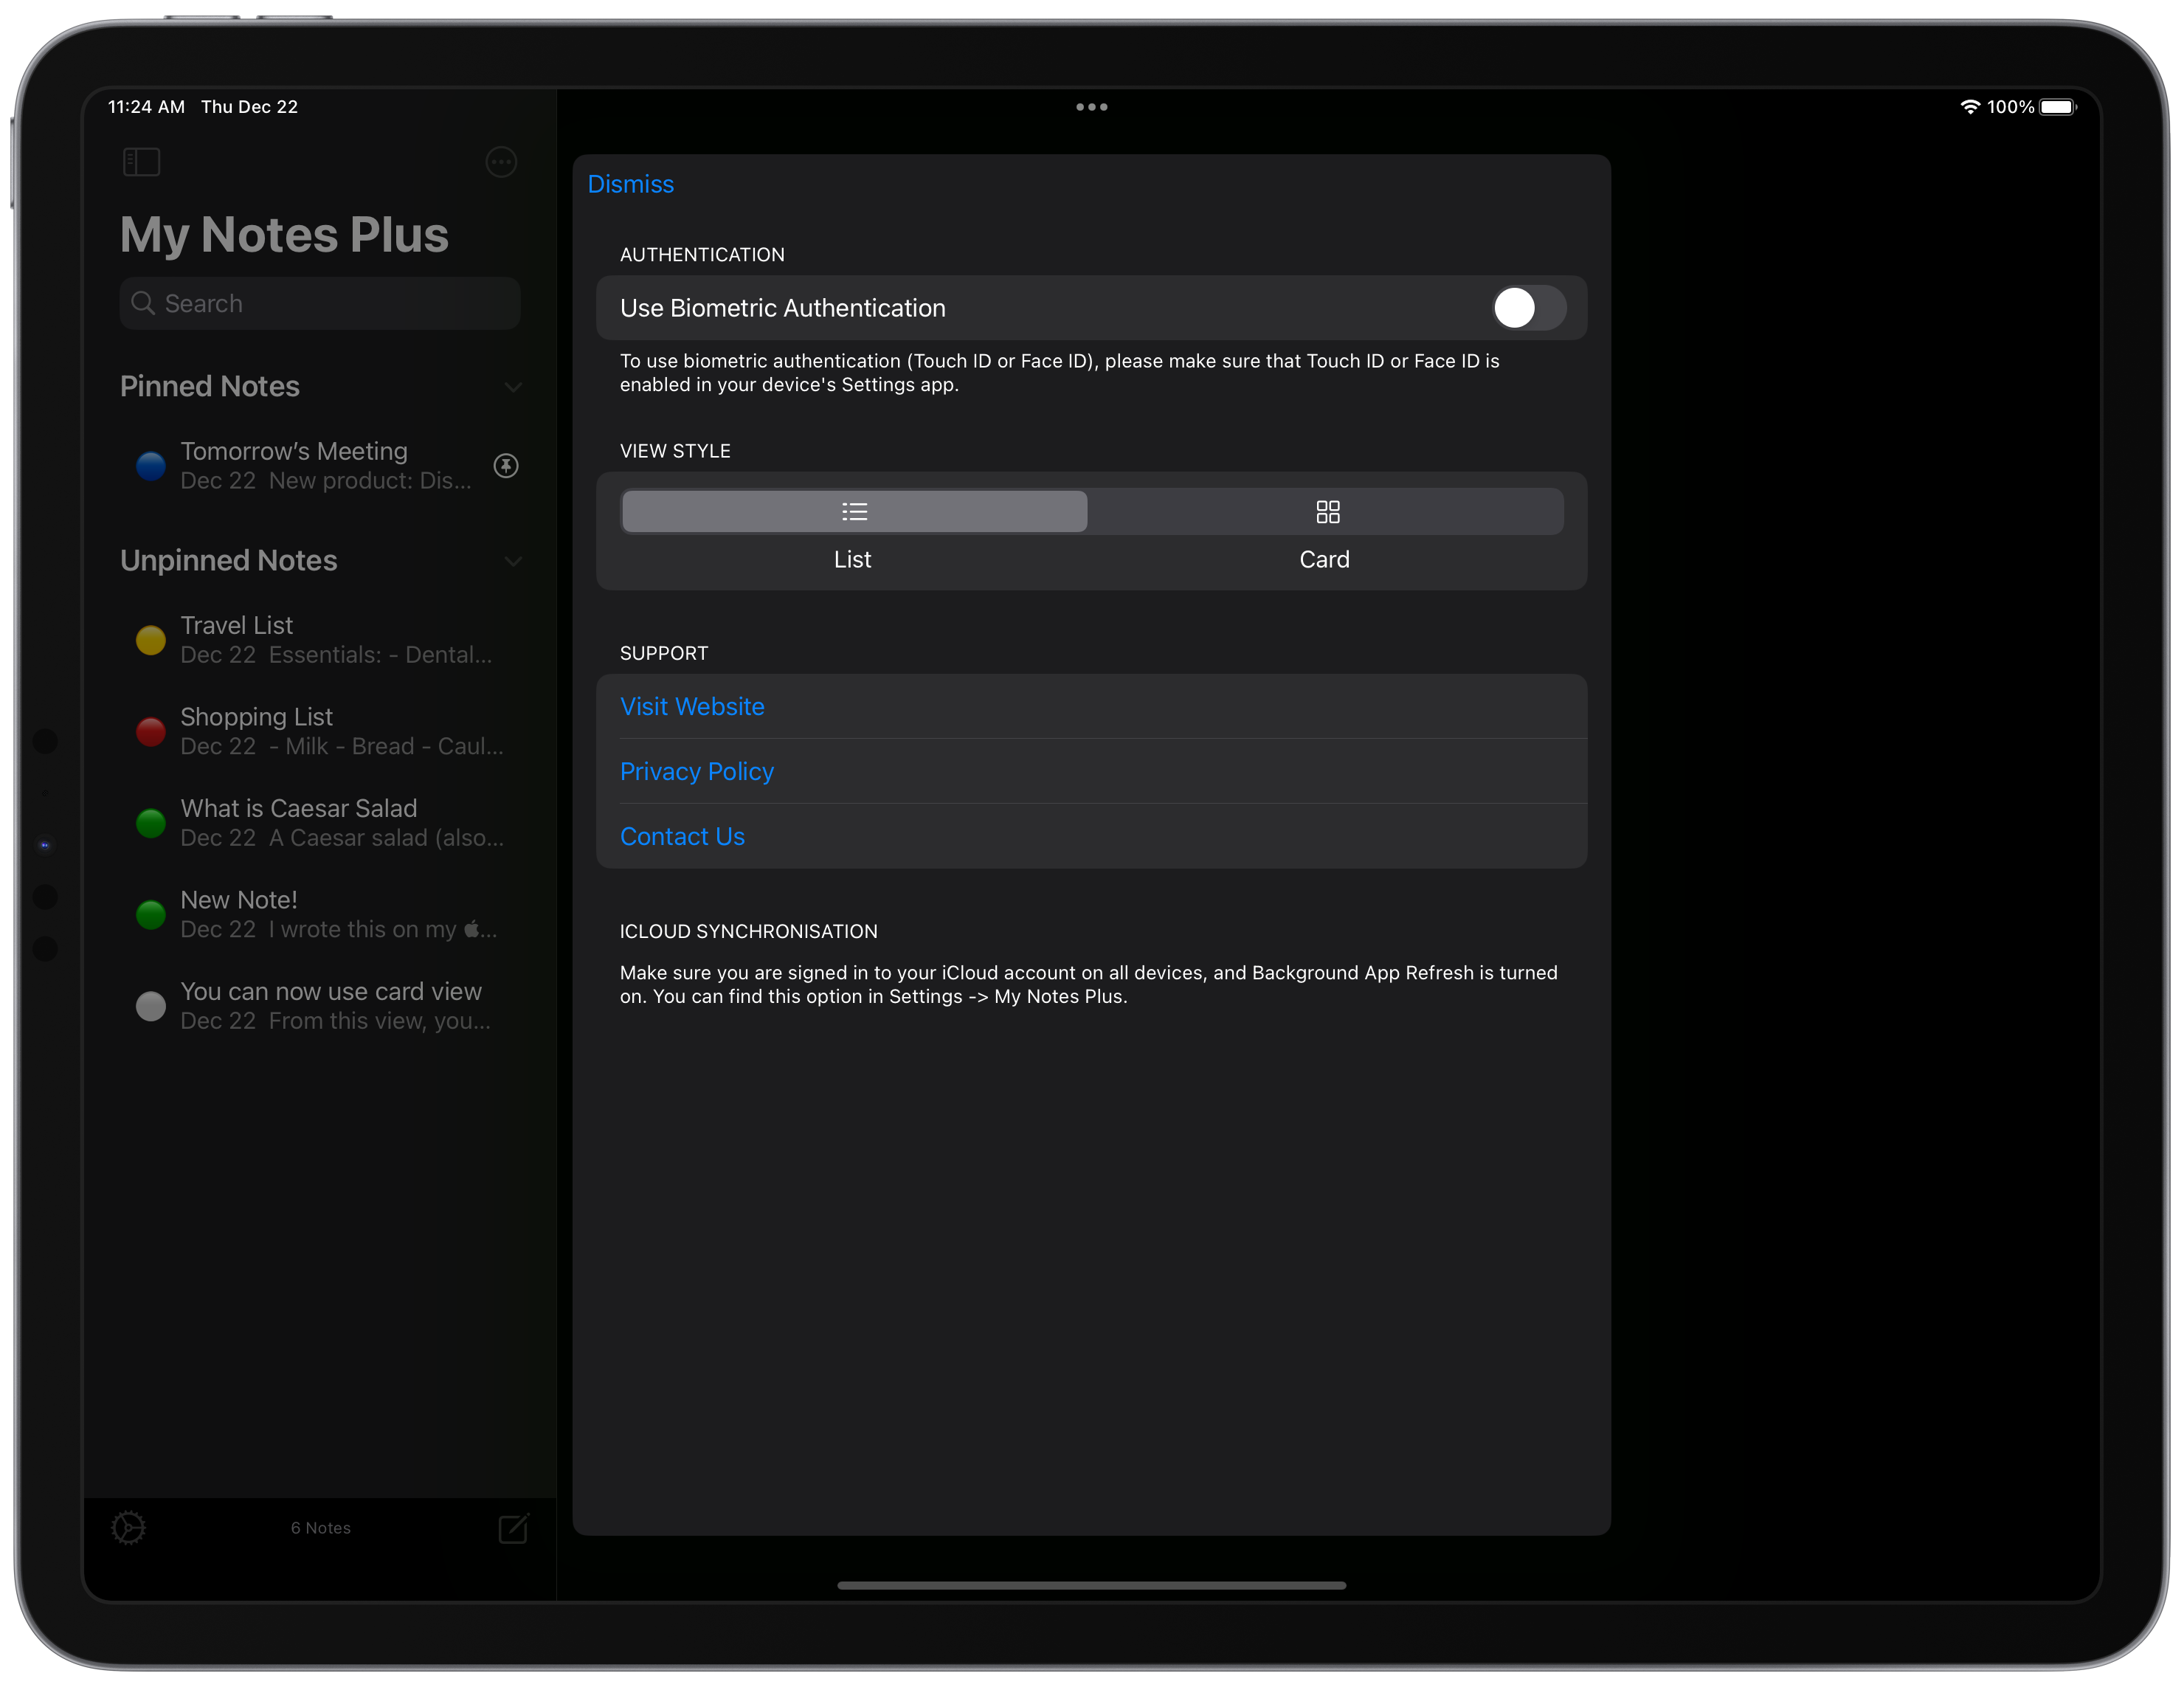 11:24 AM Thu Dec 22
100%
My Notes Plus
Search
Pinned Notes
Tomorrow’s Meeting
Dec 22 New product: Dis...
Unpinned Notes
Travel List
Dec 22 Essentials: - Dental...
Shopping List
Dec 22 - Milk - Bread - Caul...
What is Caesar Salad
Dec 22 A Caesar salad (also...
New Note!
Dec 22 I wrote this on my ...
You can now use card view
Dec 22 From this view, you...
6 Notes
Dismiss
AUTHENTICATION
Use Biometric Authentication
To use biometric authentication (Touch ID or Face ID), please make sure that Touch ID or Face ID is
enabled in your device's Settings app.
VIEW STYLE
List
Card
SUPPORT
Visit Website
Privacy Policy
Contact Us
ICLOUD SYNCHRONISATION
Make sure you are signed in to your iCloud account on all devices, and Background App Refresh is turned
on. You can find this option in Settings -> My Notes Plus.